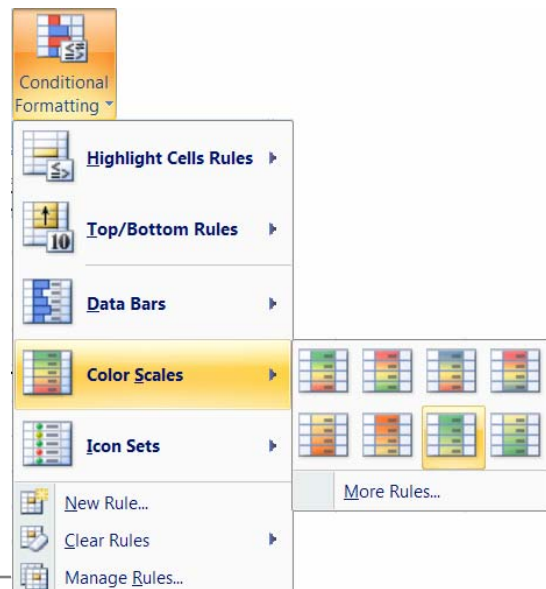 Conditional
Formatting
Highlight Cells Rules
10
Top/Bottom Rules
Data Bars
Color Scales
Icon Sets
More Rules...
New Rule...
Clear Rules
Manage Rules...